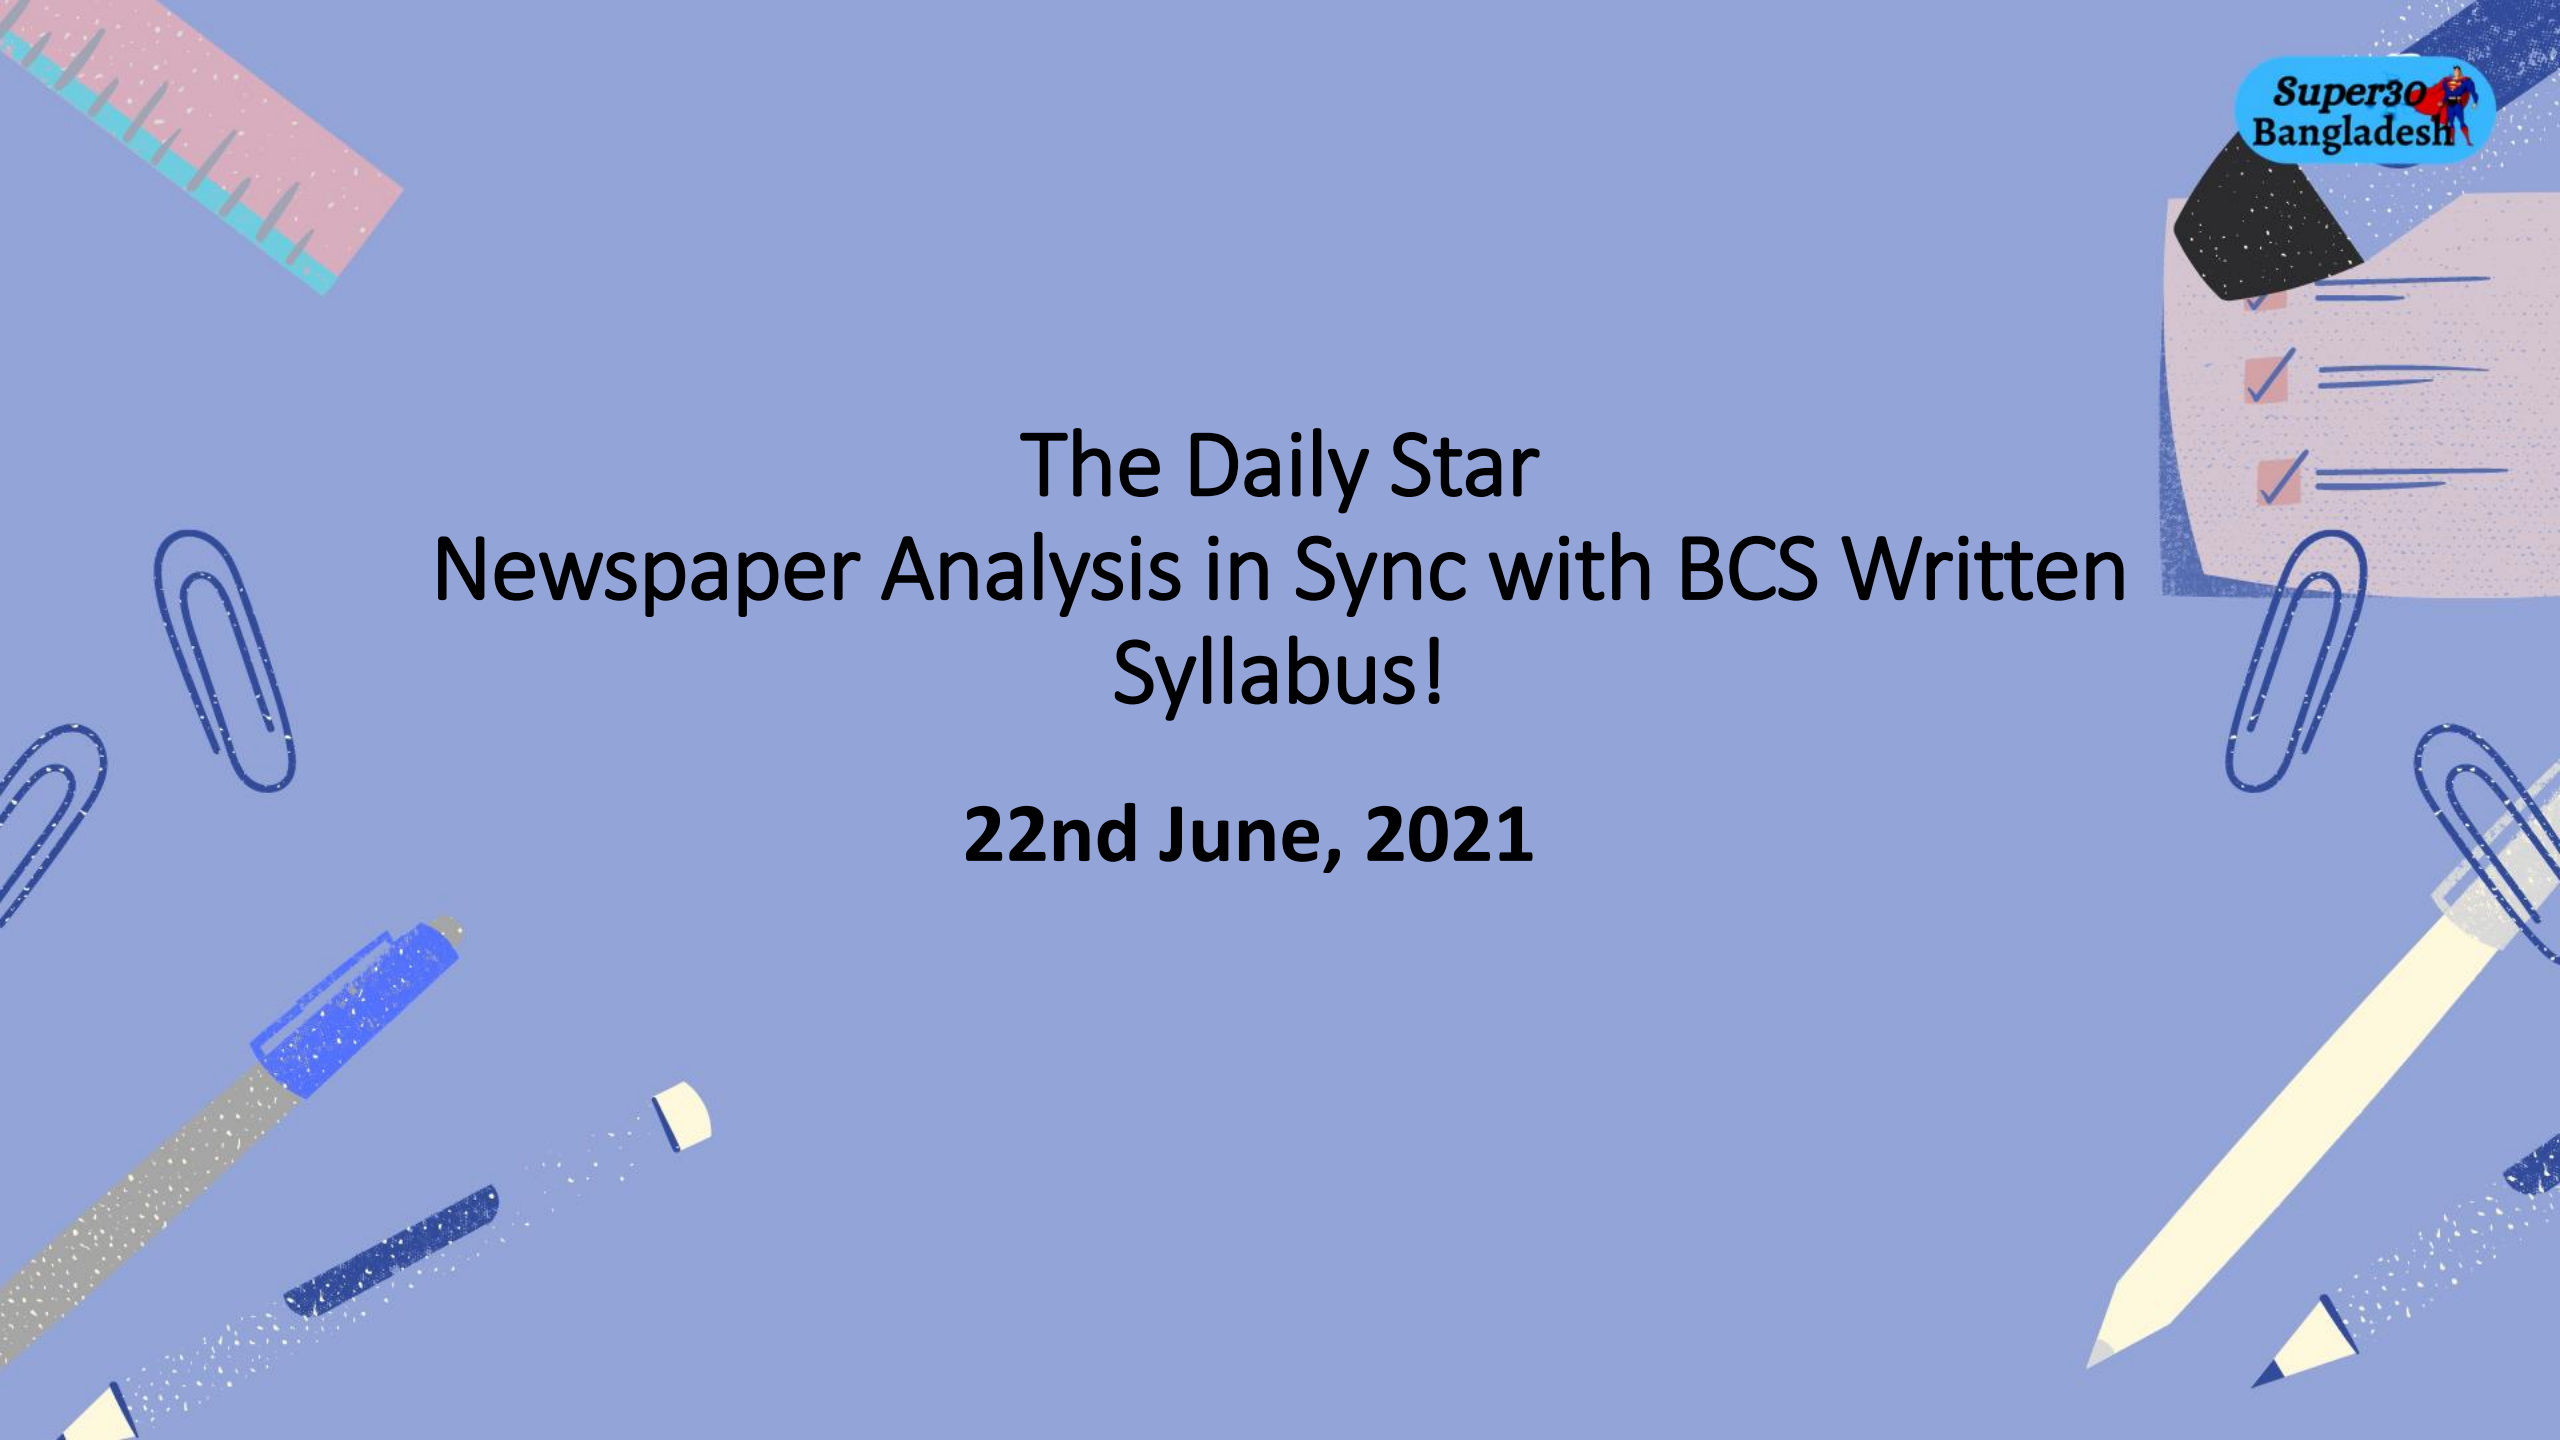 Super30
Bangladesh
The Daily Star
Newspaper Analysis in Sync with BCS Written
Syllabus!
22nd June, 2021